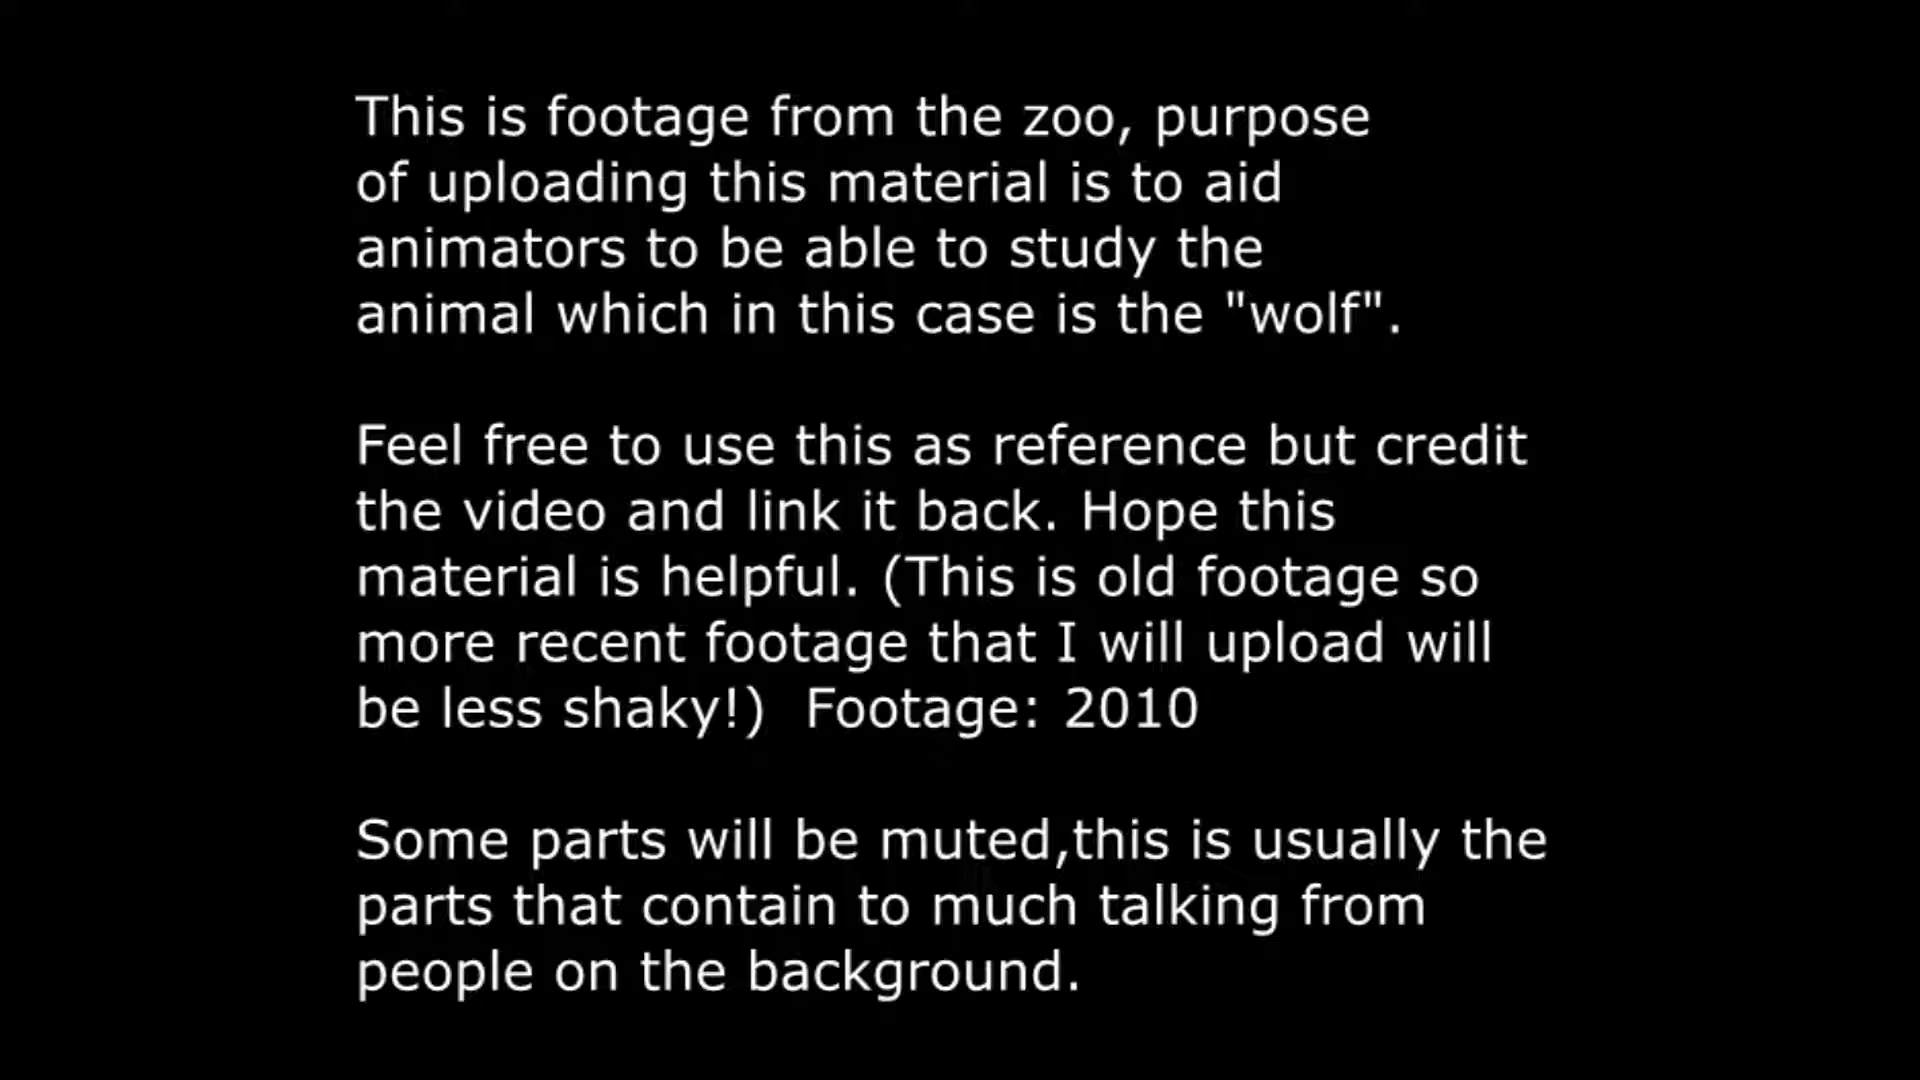 This is footage from the zoo, purpose
of uploading this material is to aid
animators to be able to study the
animal which in this case is the "wolf".
Feel free to use this as reference but credit
the video and link it back. Hope this
material is helpful. (This is old footage so
more recent footage that I will upload will
be less shaky!)  Footage: 2010
Some parts will be muted,this is usually the
parts that contain to much talking from
people on the background.